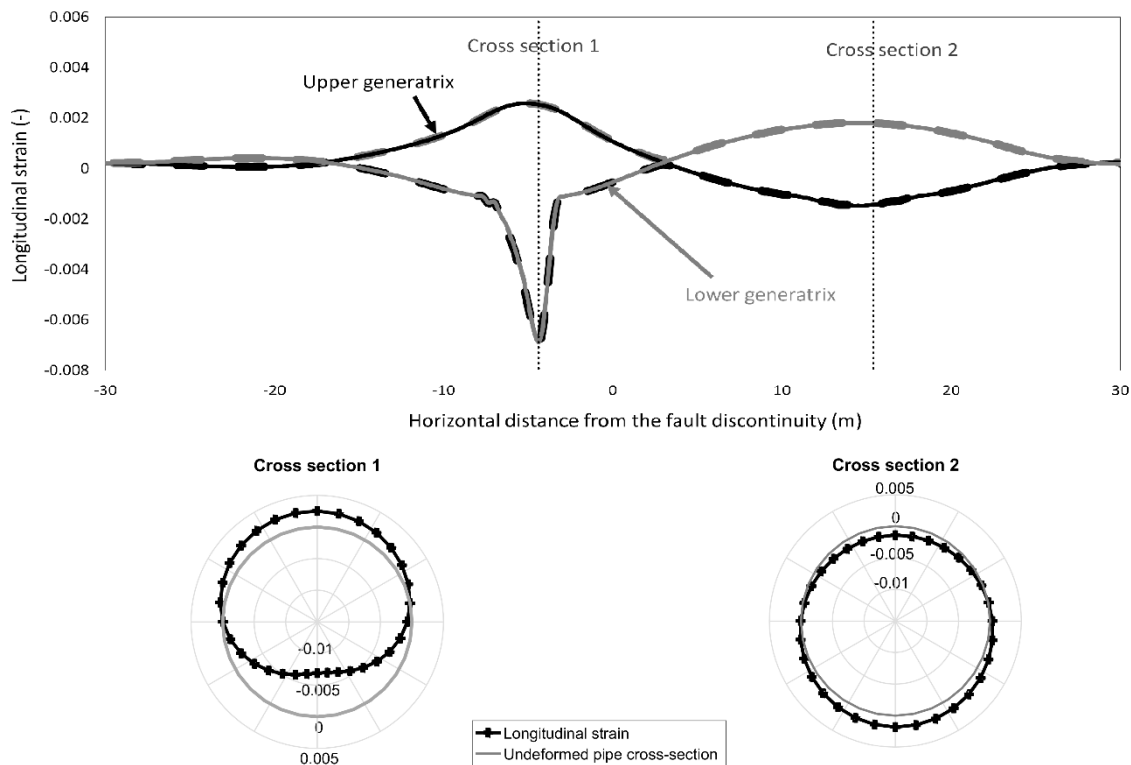 0.006
0.004
0.002
0
-0.002
-0.004
-0.006
-0.008
Longitudinal strain (-)
Cross section 1
Cross section 2
Upper generatrix
Lower generatrix
-30
-20
-10
0
10
20
30
Horizontal distance from the fault discontinuity (m)
Cross section 1
-0.01
-0.005
0
0.005
Cross section 2
0.005
0
-0.005
-0.01
Longitudinal strain
Undeformed pipe cross-section